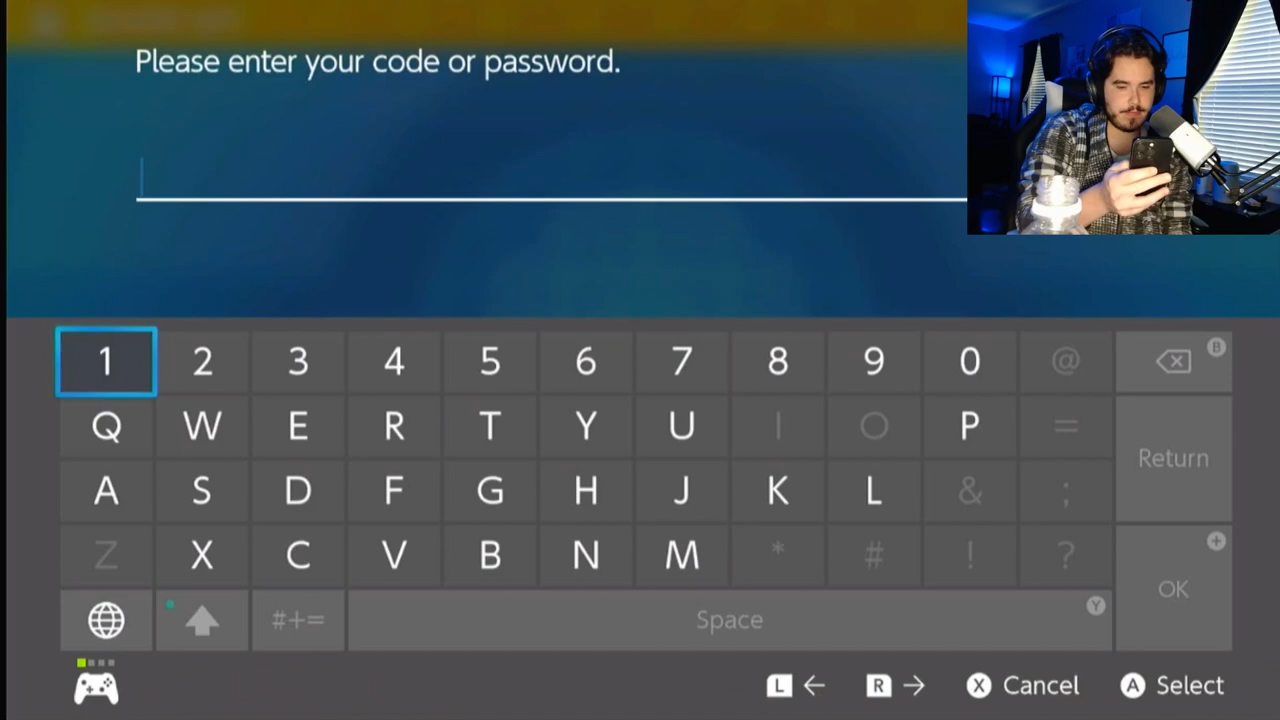 Please enter your code or password.
1 2 3 4 5 6 7 8 9 0 @ B
Q W E R T Y U I O P = Return
A S D F G H J K L & ;
Z X C V B N M * # ! ? + OK
#+= Space Y
L ← R → X Cancel A Select